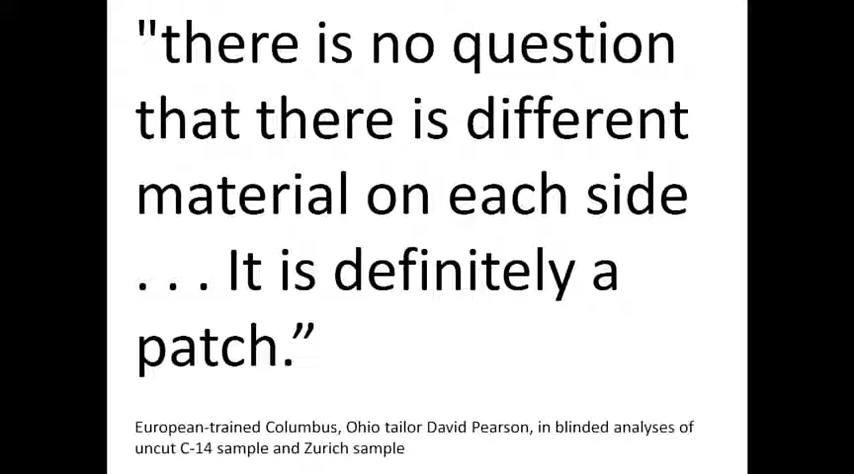 "there is no question
that there is different
material on each side
. . . It is definitely a
patch.”
European-trained Columbus, Ohio tailor David Pearson, in blinded analyses of
uncut C-14 sample and Zurich sample